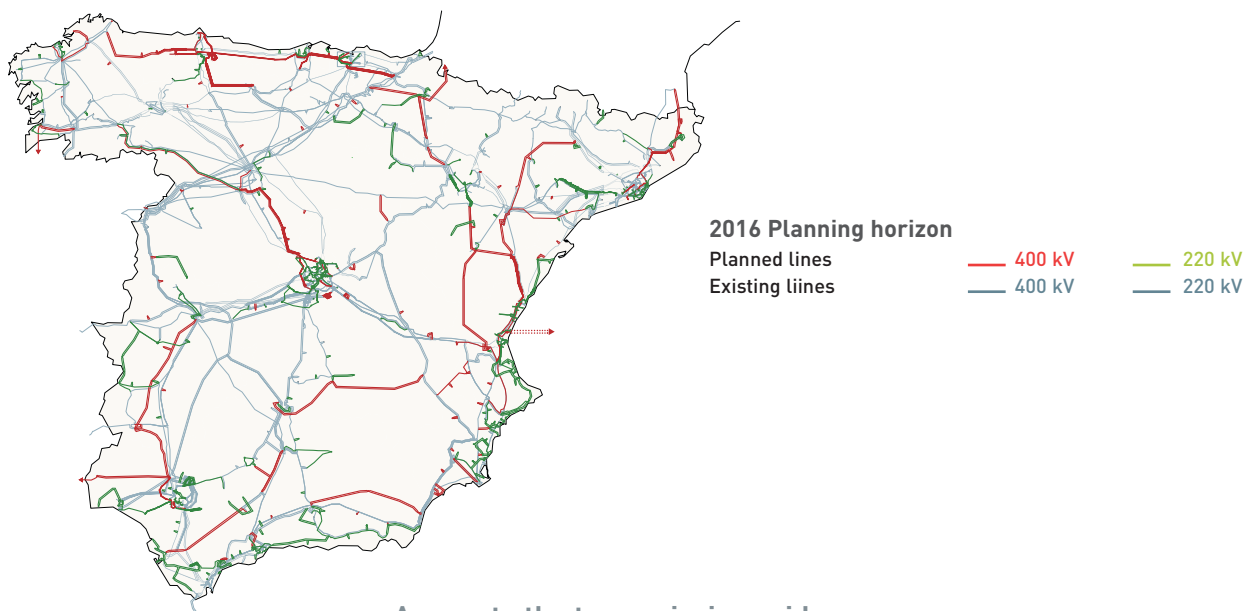 2016 Planning horizon
Planned lines 400 kV 220 kV
Existing liines 400 kV 220 kV